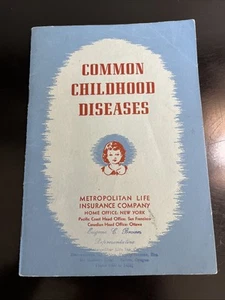 COMMON
CHILDHOOD
DISEASES
METROPOLITAN LIFE
INSURANCE COMPANY
HOME OFFICE: NEW YORK
Pacific Coast Head Office: San Francisco
Canadian Head Office: Ottawa